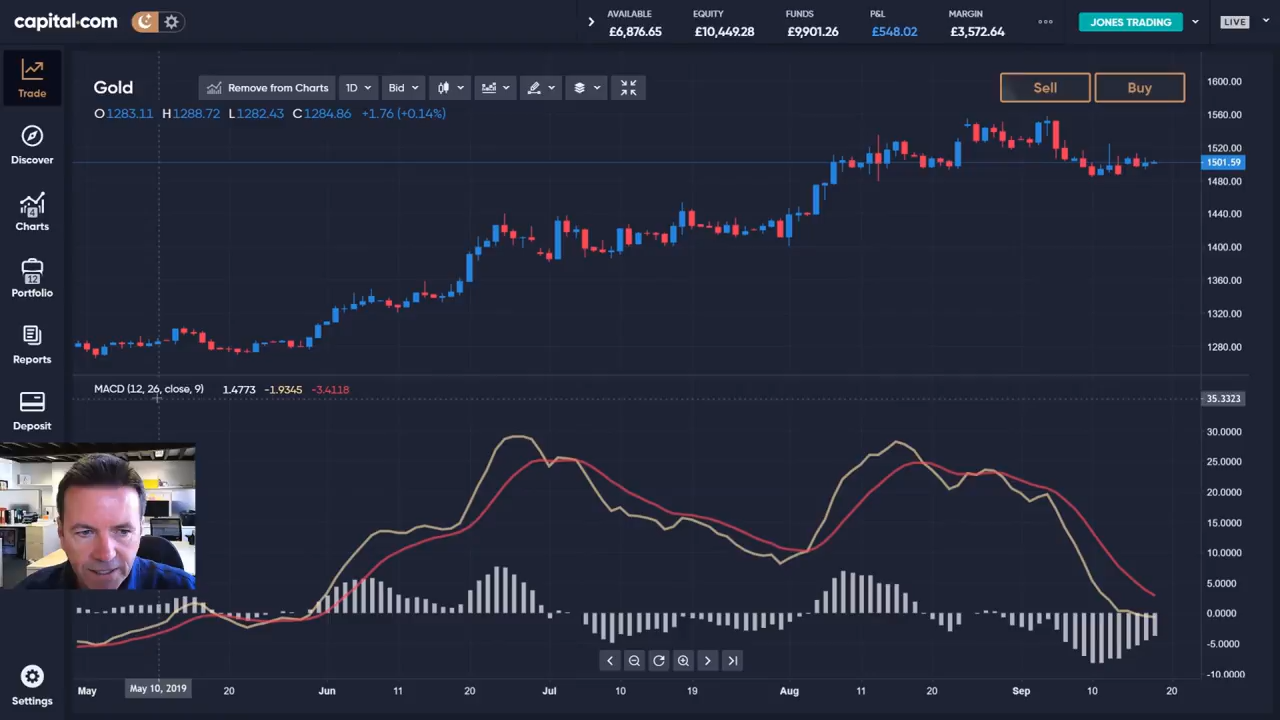 capital.com
AVAILABLE EQUITY FUNDS P&L MARGIN
£6,876.65 £10,449.28 £9,901.26 £548.02 £3,572.64
JONES TRADING
LIVE
Trade
Discover
4
Charts
12
Portfolio
Reports
Deposit
Settings
Gold
Remove from Charts
1D
Bid
Sell
Buy
O1283.11 H1288.72 L1282.43 C1284.86 +1.76 (+0.14%)
1600.00
1560.00
1520.00
1501.59
1480.00
1440.00
1400.00
1360.00
1320.00
1280.00
MACD (12, 26, close, 9) 1.4773 -1.9345 -3.4118
35.3323
30.0000
25.0000
20.0000
15.0000
10.0000
5.0000
0.0000
-5.0000
-10.0000
May May 10, 2019 20 Jun 11 20 Jul 10 19 Aug 11 20 Sep 10 20